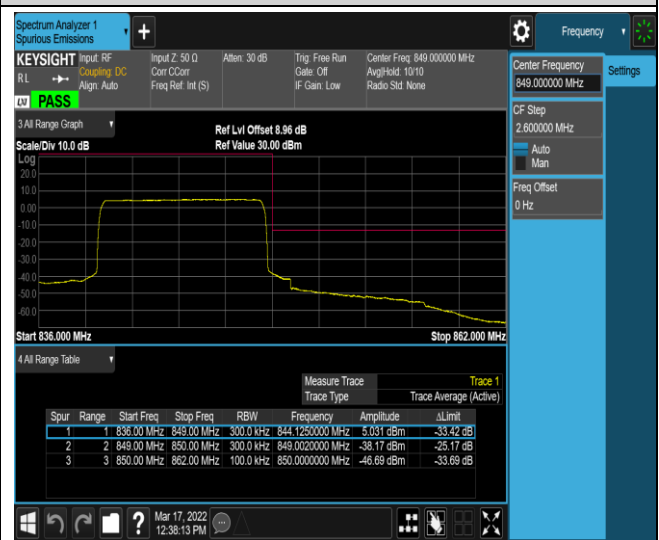 Spectrum Analyzer 1
Spurious Emissions
+
Frequency
KEYSIGHT
RL
Input: RF
Coupling: DC
Align: Auto
Input Z: 50 Ω
Corr CCorr
Freq Ref: Int (S)
Atten: 30 dB
Trig: Free Run
Gate: Off
IF Gain: Low
Center Freq: 849.000000 MHz
Avg|Hold: 10/10
Radio Std: None
LXI PASS
Center Frequency
849.000000 MHz
Settings
CF Step
2.600000 MHz
Auto
Man
Freq Offset
0 Hz
3 All Range Graph
Ref Lvl Offset 8.96 dB
Scale/Div 10.0 dB Ref Value 30.00 dBm
Log
20.0
10.0
0.00
-10.0
-20.0
-30.0
-40.0
-50.0
-60.0
Start 836.000 MHz Stop 862.000 MHz
4 All Range Table
Measure Trace Trace 1
Trace Type Trace Average (Active)
Spur Range Start Freq Stop Freq RBW Frequency Amplitude ΔLimit
1 1 836.00 MHz 849.00 MHz 300.0 kHz 844.1250000 MHz 5.031 dBm -33.42 dB
2 2 849.00 MHz 850.00 MHz 300.0 kHz 849.0020000 MHz -38.17 dBm -25.17 dB
3 3 850.00 MHz 862.00 MHz 100.0 kHz 850.0000000 MHz -46.69 dBm -33.69 dB
?
Mar 17, 2022
12:38:13 PM